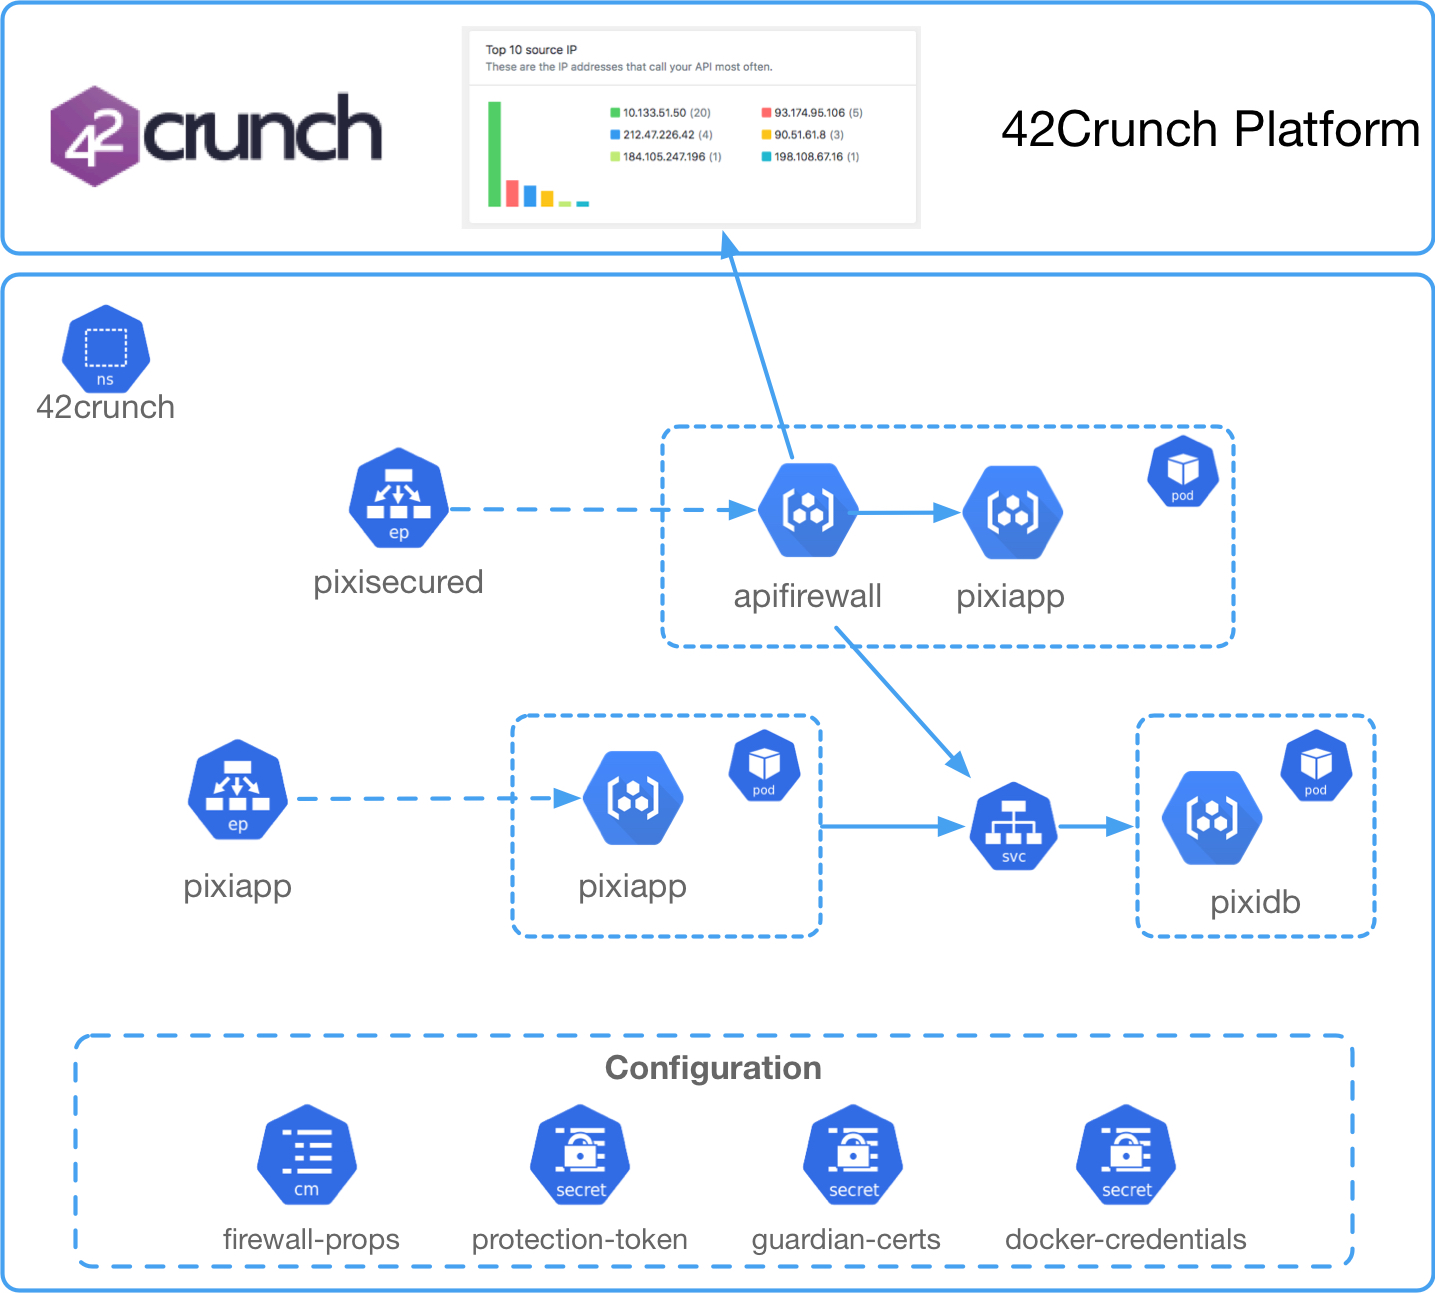 42crunch
Top 10 source IP
These are the IP addresses that call your API most often.
10.133.51.50 (20)
93.174.95.106 (5)
212.47.226.42 (4)
90.51.61.8 (3)
184.105.247.196 (1)
198.108.67.16 (1)
42Crunch Platform
ns
42crunch
ep
pixisecured
apifirewall
pixiapp
pod
ep
pixiapp
pixiapp
pod
svc
pixidb
pod
Configuration
cm
firewall-props
secret
protection-token
secret
guardian-certs
secret
docker-credentials